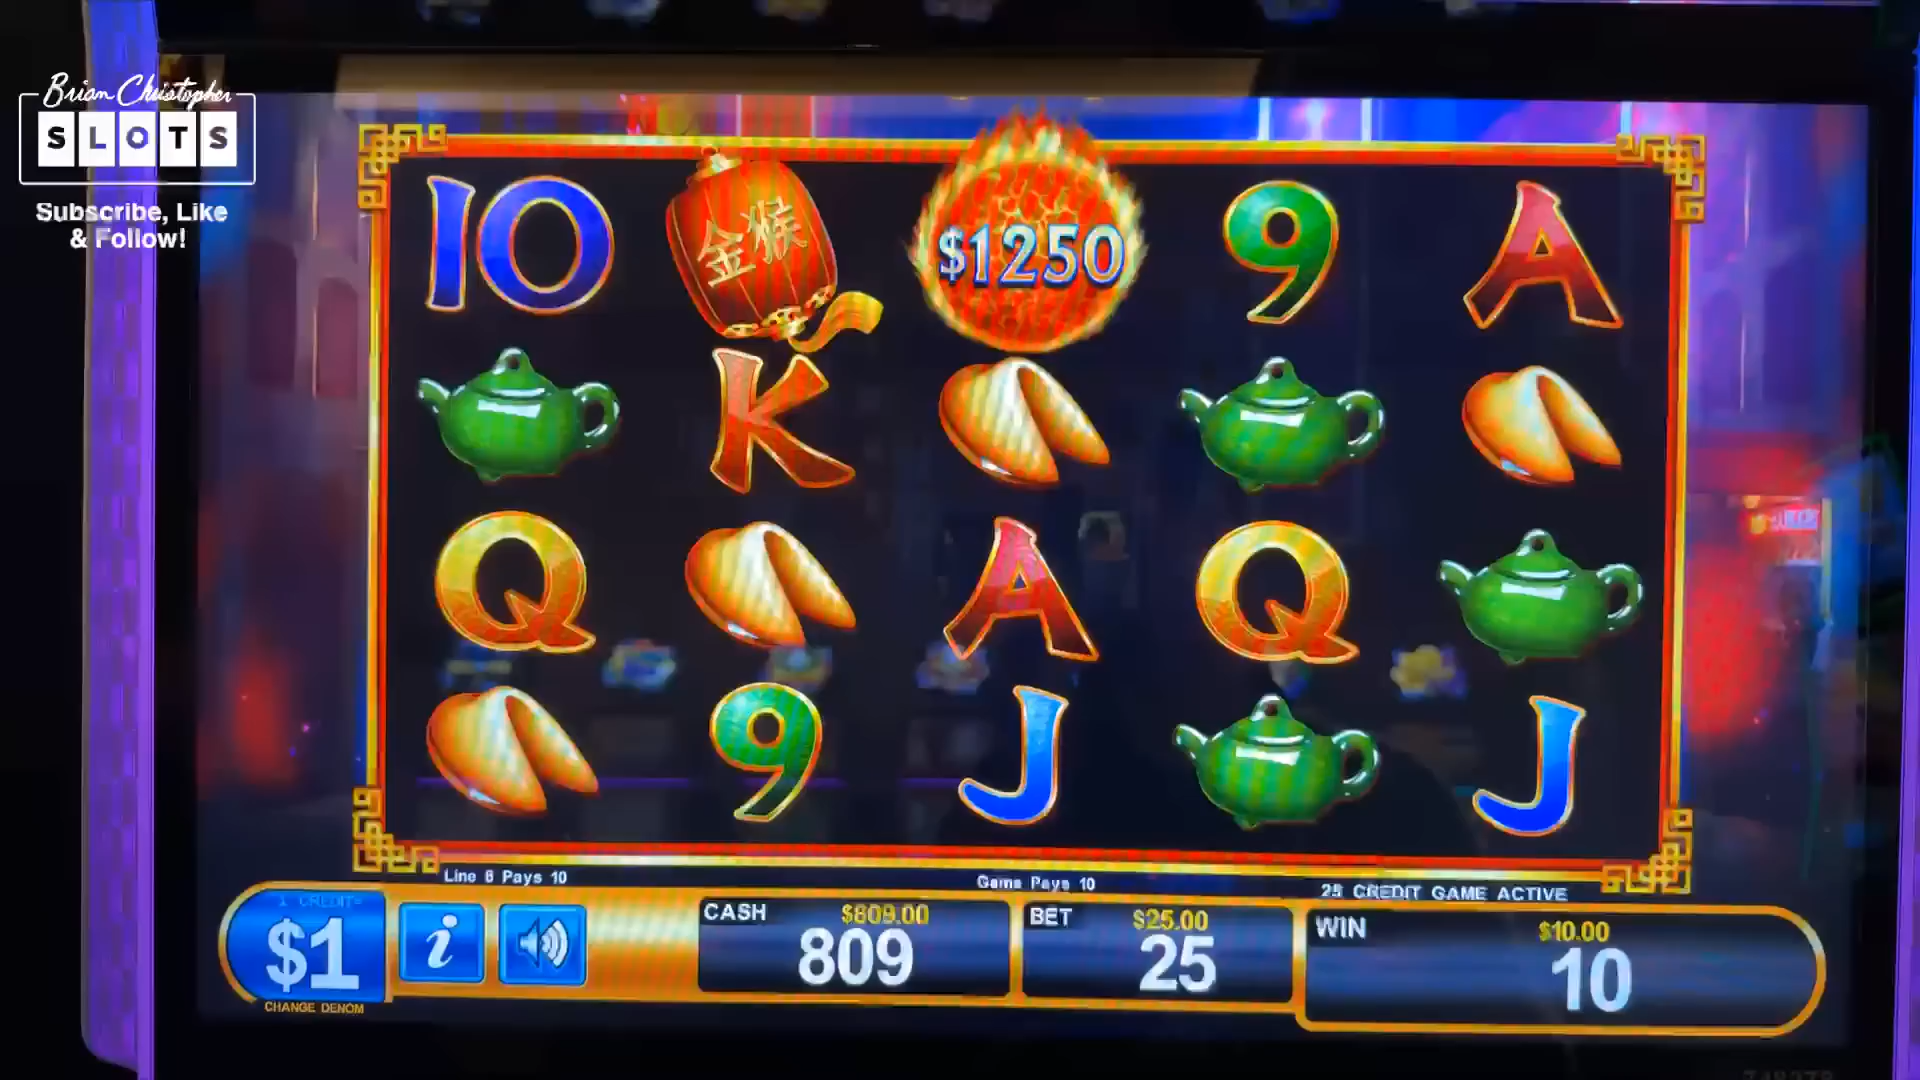 Brian Christopher
SLOTS
Subscribe, Like
& Follow!
10
金猴
$1250
9
A
K
Q
A
Q
9
J
J
Line 6 Pays 10
Game Pays 10
25 CREDIT GAME ACTIVE
1 CREDIT=
$1
CHANGE DENOM
i
CASH
$809.00
809
BET
$25.00
25
WIN
$10.00
10